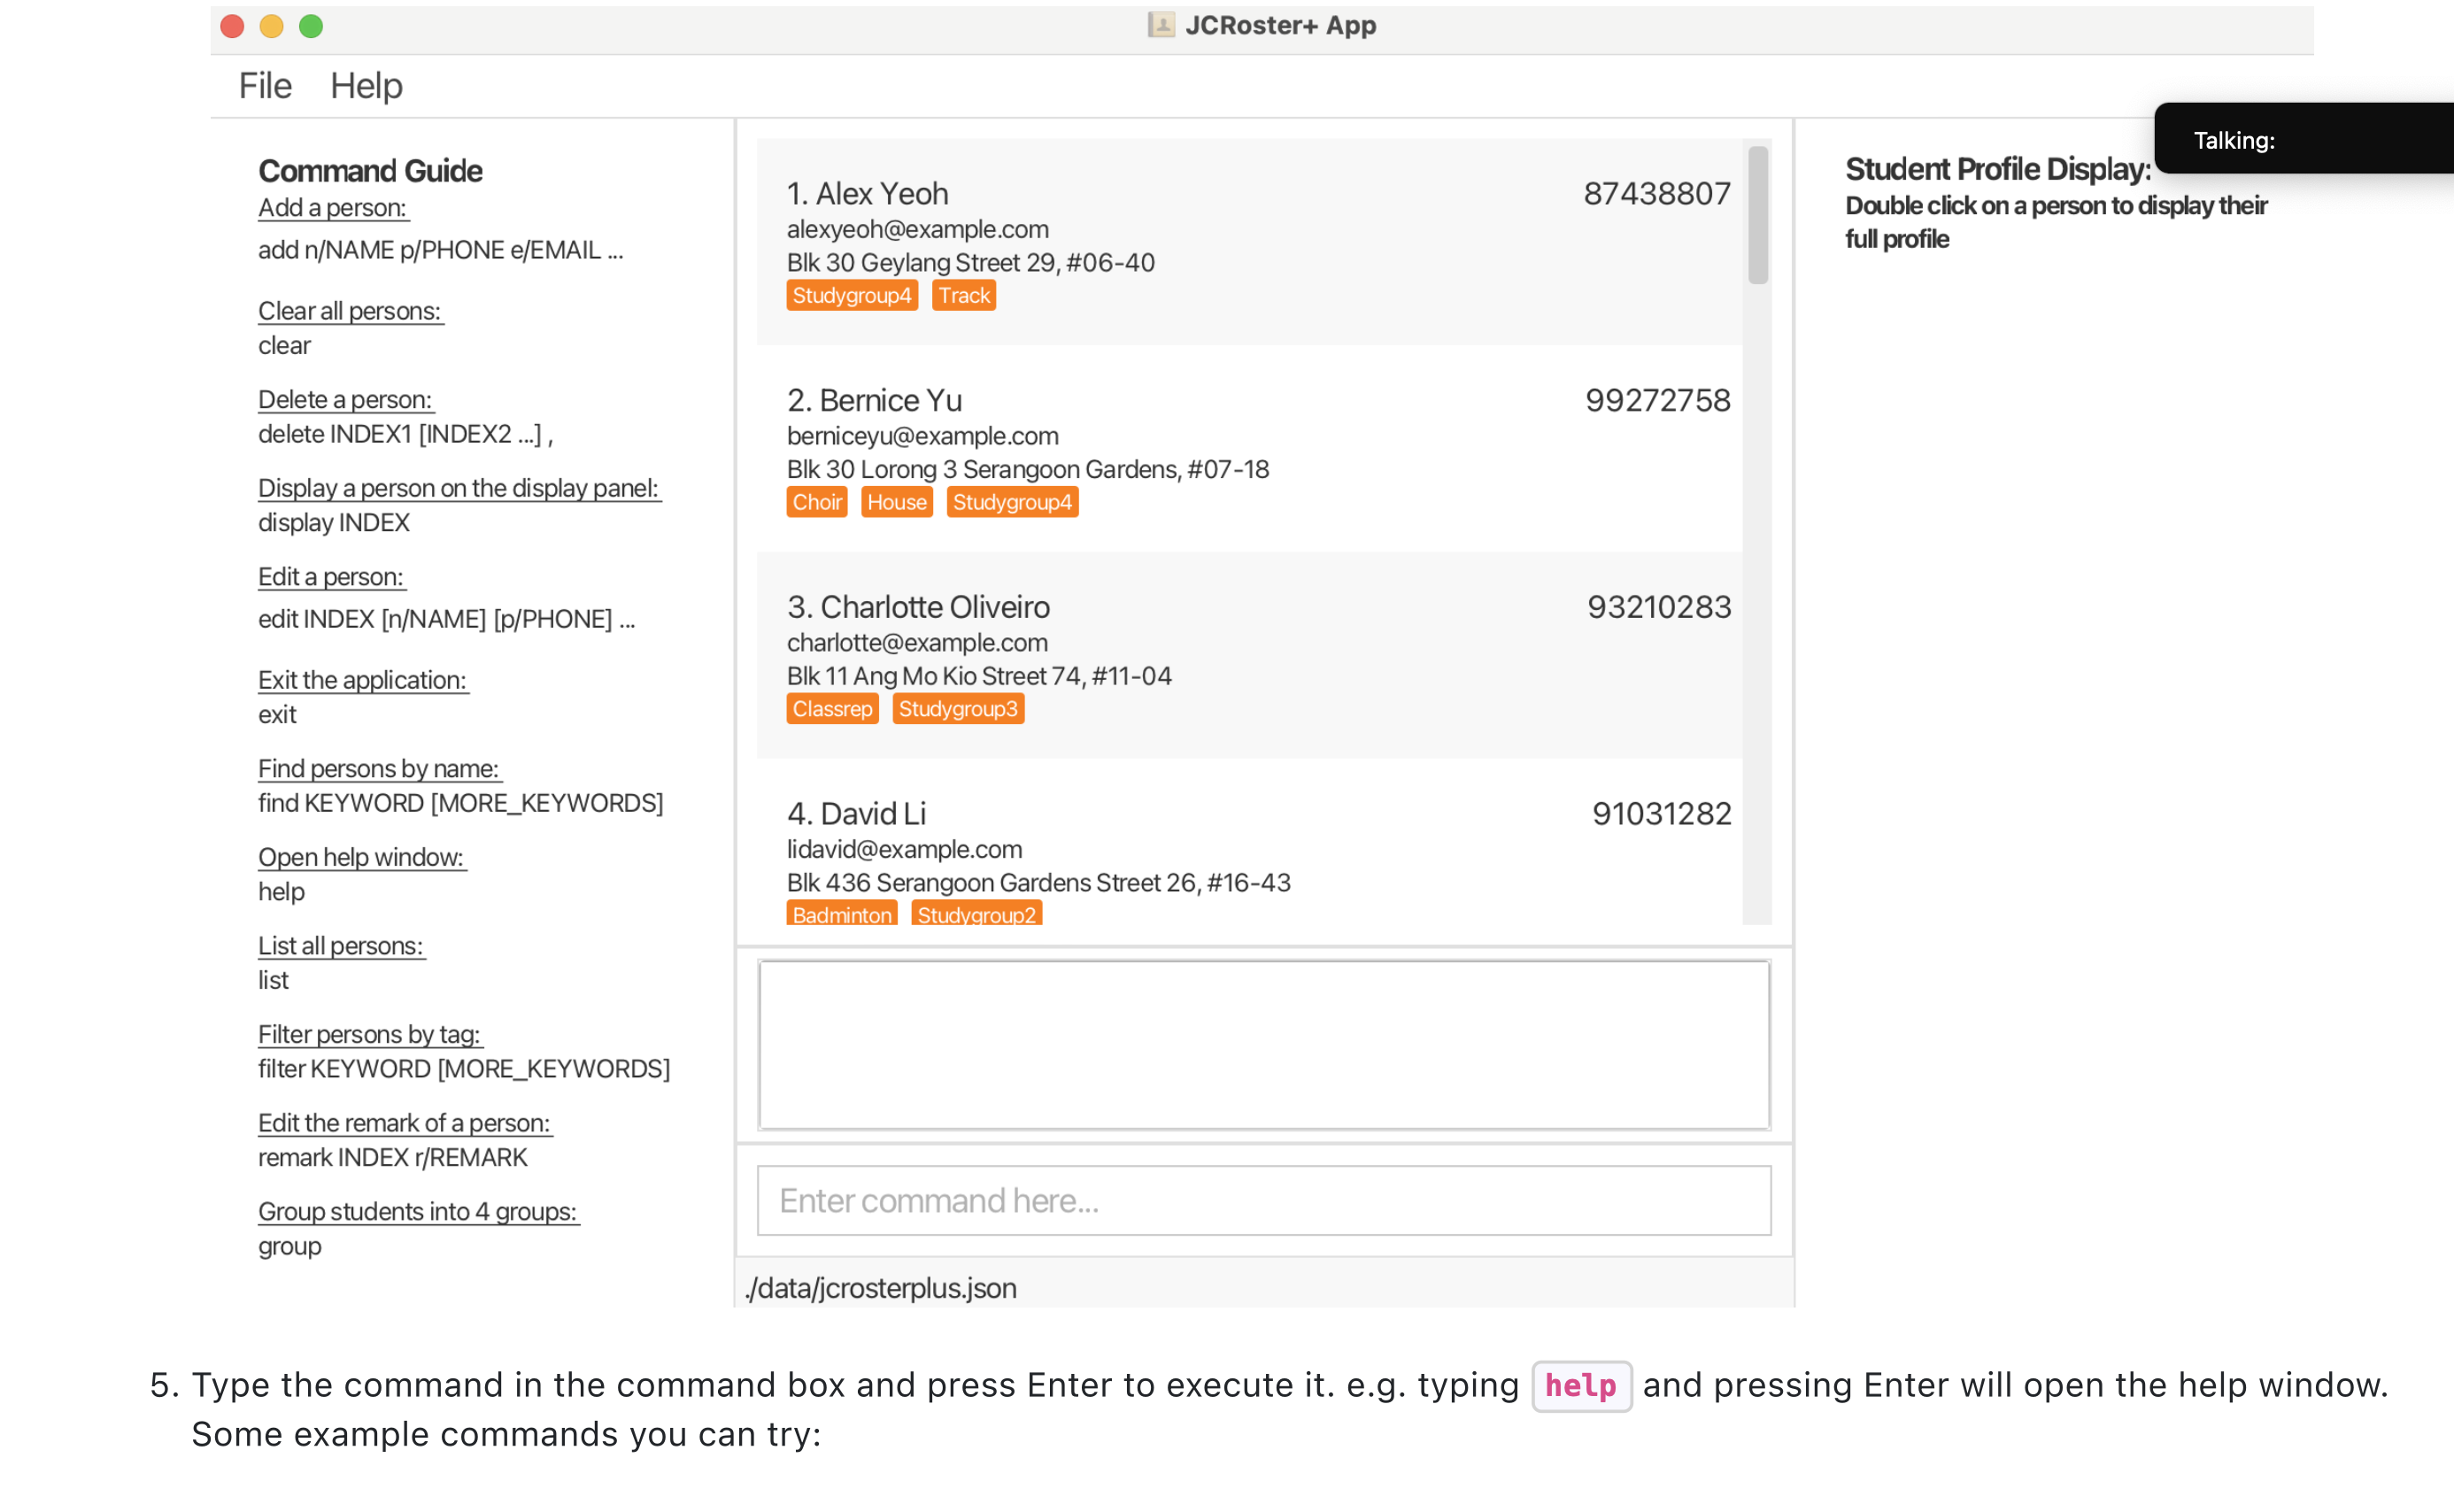 JCRoster+ App
File Help
Command Guide
Add a person:
add n/NAME p/PHONE e/EMAIL ...
Clear all persons:
clear
Delete a person:
delete INDEX1 [INDEX2 ...] ,
Display a person on the display panel:
display INDEX
Edit a person:
edit INDEX [n/NAME] [p/PHONE] ...
Exit the application:
exit
Find persons by name:
find KEYWORD [MORE_KEYWORDS]
Open help window:
help
List all persons:
list
Filter persons by tag:
filter KEYWORD [MORE_KEYWORDS]
Edit the remark of a person:
remark INDEX r/REMARK
Group students into 4 groups:
group
1. Alex Yeoh 87438807
alexyeoh@example.com
Blk 30 Geylang Street 29, #06-40
Studygroup4 Track
2. Bernice Yu 99272758
berniceyu@example.com
Blk 30 Lorong 3 Serangoon Gardens, #07-18
Choir House Studygroup4
3. Charlotte Oliveiro 93210283
charlotte@example.com
Blk 11 Ang Mo Kio Street 74, #11-04
Classrep Studygroup3
4. David Li 91031282
lidavid@example.com
Blk 436 Serangoon Gardens Street 26, #16-43
Badminton Studygroup2
Enter command here...
./data/jcrosterplus.json
Talking:
Student Profile Display:
Double click on a person to display their
full profile
5. Type the command in the command box and press Enter to execute it. e.g. typing help and pressing Enter will open the help window.
Some example commands you can try: